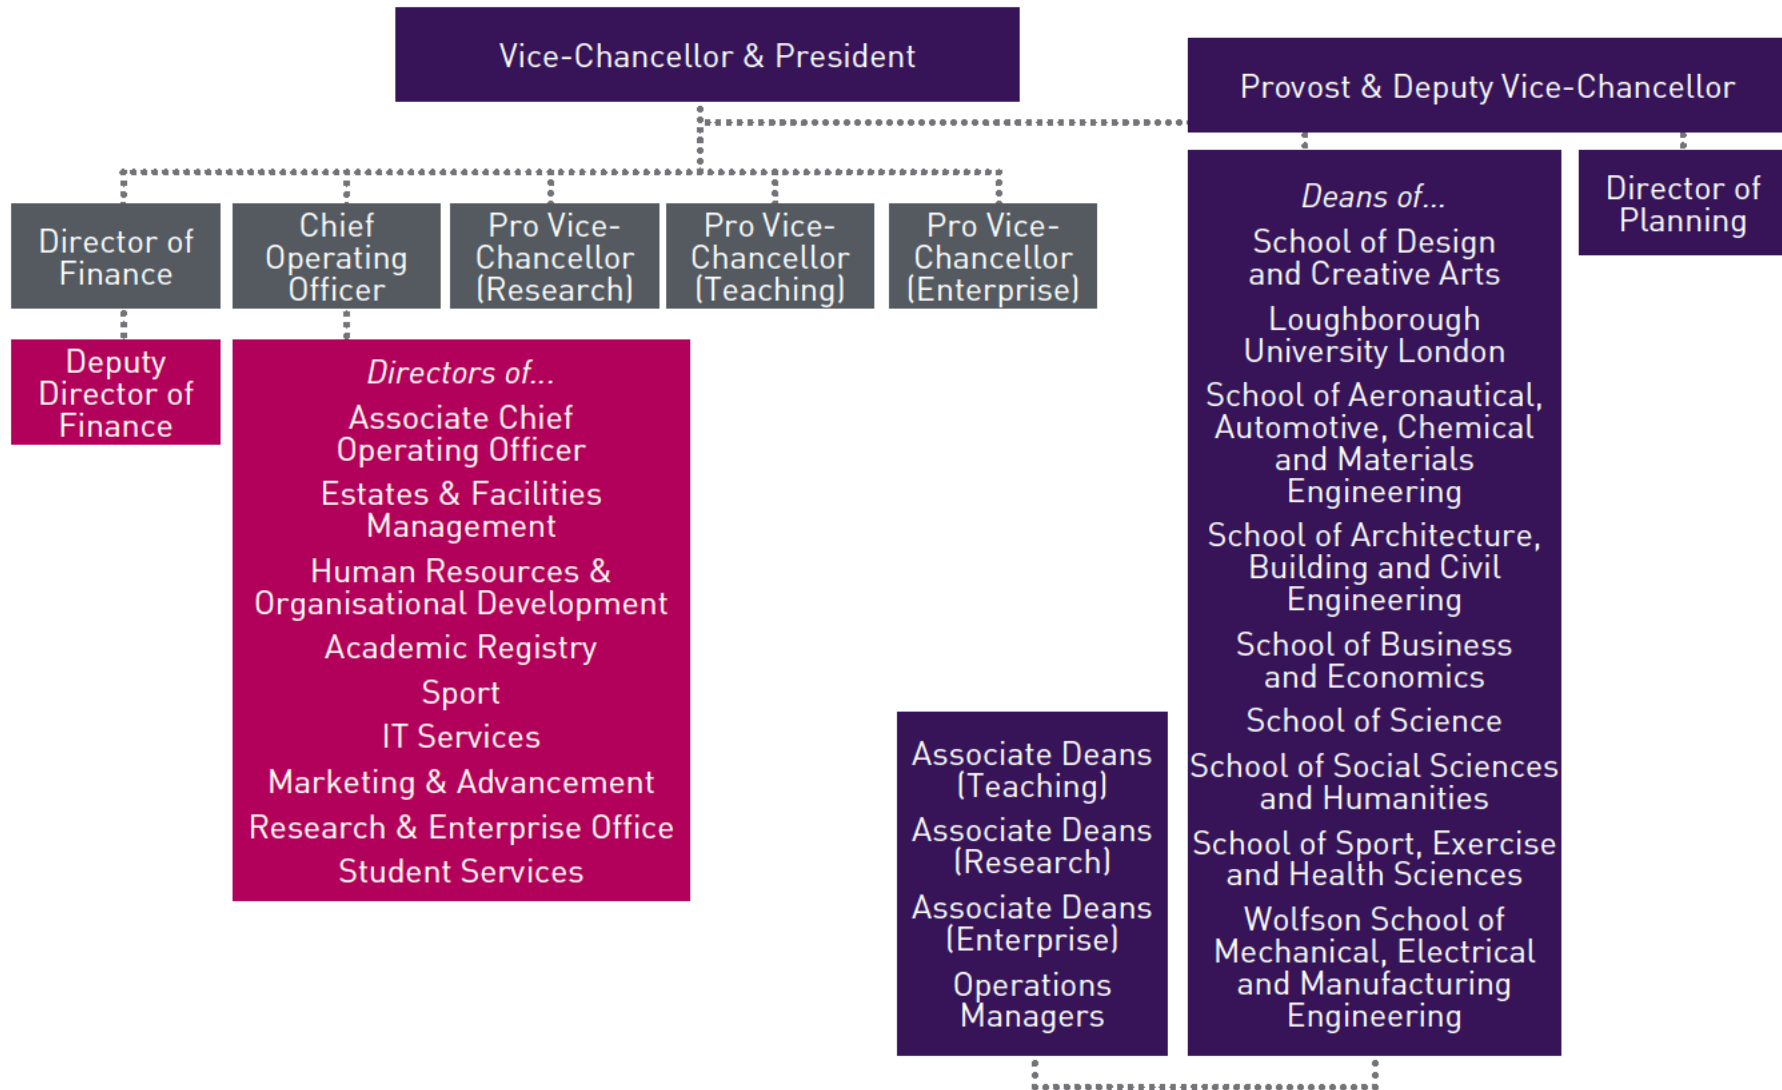 Vice-Chancellor & President
Provost & Deputy Vice-Chancellor
Director of
Finance
Chief
Operating
Officer
Pro Vice-
Chancellor
(Research)
Pro Vice-
Chancellor
(Teaching)
Pro Vice-
Chancellor
(Enterprise)
Deputy
Director of
Finance
Directors of...
Associate Chief
Operating Officer
Estates & Facilities
Management
Human Resources &
Organisational Development
Academic Registry
Sport
IT Services
Marketing & Advancement
Research & Enterprise Office
Student Services
Associate Deans
(Teaching)
Associate Deans
(Research)
Associate Deans
(Enterprise)
Operations
Managers
Deans of...
School of Design
and Creative Arts
Loughborough
University London
School of Aeronautical,
Automotive, Chemical
and Materials
Engineering
School of Architecture,
Building and Civil
Engineering
School of Business
and Economics
School of Science
School of Social Sciences
and Humanities
School of Sport, Exercise
and Health Sciences
Wolfson School of
Mechanical, Electrical
and Manufacturing
Engineering
Director of
Planning